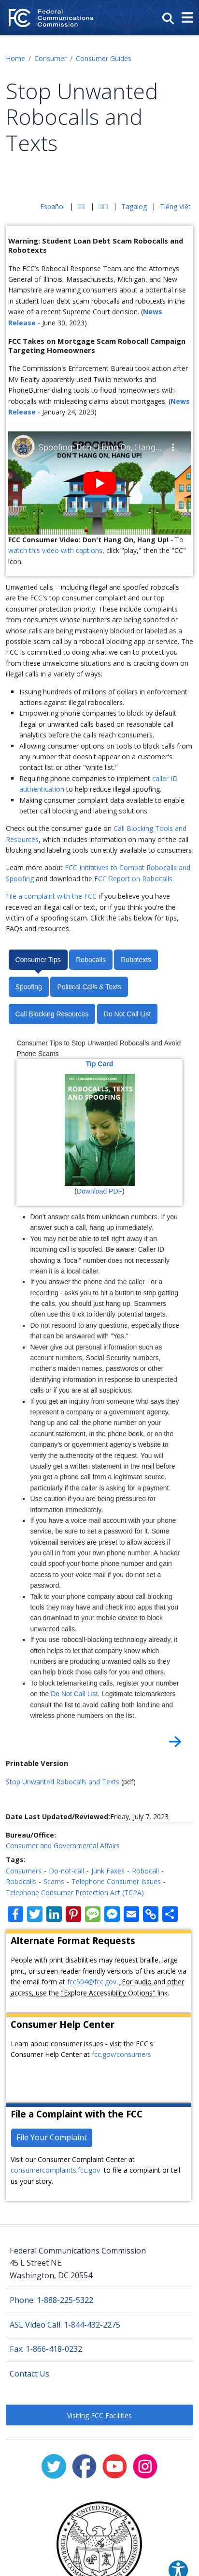 Federal
Communications
Commission
Home / Consumer / Consumer Guides
Stop Unwanted
Robocalls and
Texts
Español | | | Tagalog | Tiếng Việt
Warning: Student Loan Debt Scam Robocalls and
Robotexts
The FCC's Robocall Response Team and the Attorneys
General of Illinois, Massachusetts, Michigan, and New
Hampshire are warning consumers about a potential rise
in student loan debt scam robocalls and robotexts in the
wake of a recent Supreme Court decision. (News
Release - June 30, 2023)
FCC Takes on Mortgage Scam Robocall Campaign
Targeting Homeowners
The Commission's Enforcement Bureau took action after
MV Realty apparently used Twilio networks and
PhoneBurner dialing tools to flood homeowners with
robocalls with misleading claims about mortgages. (News
Release - January 24, 2023)
Spoofing: Don't Hang On, Hang...
SPOOFING
DON'T HANG ON, HANG UP!
FCC Consumer Video: Don't Hang On, Hang Up! - To
watch this video with captions, click "play," then the "CC"
icon.
Unwanted calls – including illegal and spoofed robocalls -
are the FCC's top consumer complaint and our top
consumer protection priority. These include complaints
from consumers whose numbers are being spoofed or
whose calls are being mistakenly blocked or labeled as a
possible scam call by a robocall blocking app or service. The
FCC is committed to doing what we can to protect you
from these unwelcome situations and is cracking down on
illegal calls in a variety of ways:
Issuing hundreds of millions of dollars in enforcement
actions against illegal robocallers.
Empowering phone companies to block by default
illegal or unwanted calls based on reasonable call
analytics before the calls reach consumers.
Allowing consumer options on tools to block calls from
any number that doesn't appear on a customer's
contact list or other "white list."
Requiring phone companies to implement caller ID
authentication to help reduce illegal spoofing.
Making consumer complaint data available to enable
better call blocking and labeling solutions.
Check out the consumer guide on Call Blocking Tools and
Resources, which includes information on many of the call
blocking and labeling tools currently available to consumers.
Learn more about FCC Initiatives to Combat Robocalls and
Spoofing and download the FCC Report on Robocalls.
File a complaint with the FCC if you believe you have
received an illegal call or text, or if you think you're the
victim of a spoofing scam. Click the tabs below for tips,
FAQs and resources.
Consumer Tips Robocalls Robotexts
Spoofing Political Calls & Texts
Call Blocking Resources Do Not Call List
Consumer Tips to Stop Unwanted Robocalls and Avoid
Phone Scams
Tip Card
ROBOCALLS, TEXTS
AND SPOOFING
(Download PDF)
Don't answer calls from unknown numbers. If you
answer such a call, hang up immediately.
You may not be able to tell right away if an
incoming call is spoofed. Be aware: Caller ID
showing a "local" number does not necessarily
mean it is a local caller.
If you answer the phone and the caller - or a
recording - asks you to hit a button to stop getting
the calls, you should just hang up. Scammers
often use this trick to identify potential targets.
Do not respond to any questions, especially those
that can be answered with "Yes."
Never give out personal information such as
account numbers, Social Security numbers,
mother's maiden names, passwords or other
identifying information in response to unexpected
calls or if you are at all suspicious.
If you get an inquiry from someone who says they
represent a company or a government agency,
hang up and call the phone number on your
account statement, in the phone book, or on the
company's or government agency's website to
verify the authenticity of the request. You will
usually get a written statement in the mail before
you get a phone call from a legitimate source,
particularly if the caller is asking for a payment.
Use caution if you are being pressured for
information immediately.
If you have a voice mail account with your phone
service, be sure to set a password for it. Some
voicemail services are preset to allow access if
you call in from your own phone number. A hacker
could spoof your home phone number and gain
access to your voice mail if you do not set a
password.
Talk to your phone company about call blocking
tools they may have and check into apps that you
can download to your mobile device to block
unwanted calls.
If you use robocall-blocking technology already, it
often helps to let that company know which
numbers are producing unwanted calls so they
can help block those calls for you and others.
To block telemarketing calls, register your number
on the Do Not Call List. Legitimate telemarketers
consult the list to avoid calling both landline and
wireless phone numbers on the list.
Printable Version
Stop Unwanted Robocalls and Texts (pdf)
Date Last Updated/Reviewed:Friday, July 7, 2023
Bureau/Office:
Consumer and Governmental Affairs
Tags:
Consumers - Do-not-call - Junk Faxes - Robocall -
Robocalls - Scams - Telephone Consumer Issues -
Telephone Consumer Protection Act (TCPA)
Alternate Format Requests
People with print disabilities may request braille, large
print, or screen-reader friendly versions of this article via
the email form at fcc504@fcc.gov. For audio and other
access, use the "Explore Accessibility Options" link.
Consumer Help Center
Learn about consumer issues - visit the FCC's
Consumer Help Center at fcc.gov/consumers
File a Complaint with the FCC
File Your Complaint
Visit our Consumer Complaint Center at
consumercomplaints.fcc.gov to file a complaint or tell
us your story.
Federal Communications Commission
45 L Street NE
Washington, DC 20554
Phone: 1-888-225-5322
ASL Video Call: 1-844-432-2275
Fax: 1-866-418-0232
Contact Us
Visiting FCC Facilities
UNITED STATES